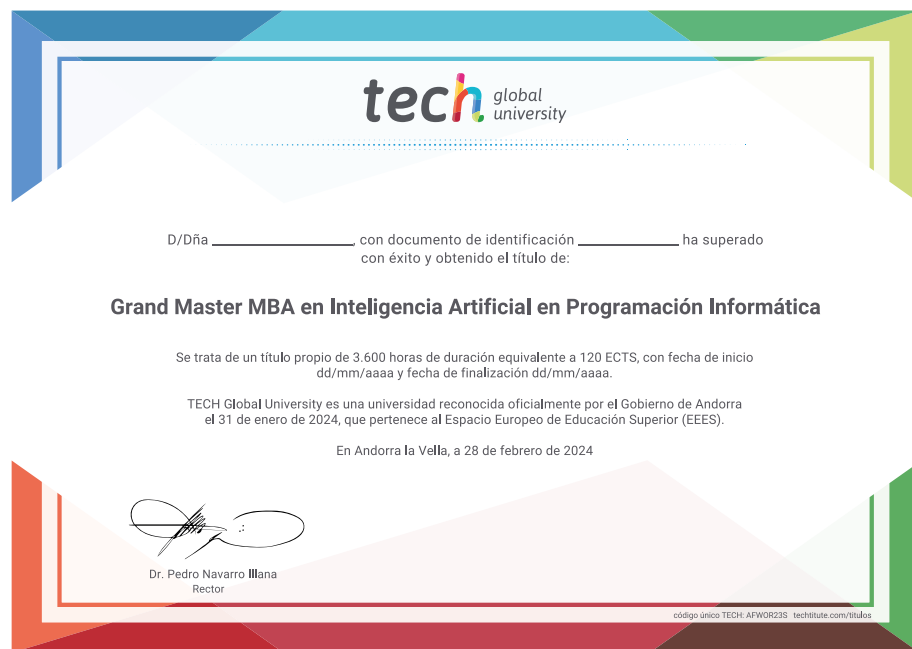 tech global university
D/Dña ____________________, con documento de identificación ______________ ha superado
con éxito y obtenido el título de:
Grand Master MBA en Inteligencia Artificial en Programación Informática
Se trata de un título propio de 3.600 horas de duración equivalente a 120 ECTS, con fecha de inicio
dd/mm/aaaa y fecha de finalización dd/mm/aaaa.
TECH Global University es una universidad reconocida oficialmente por el Gobierno de Andorra
el 31 de enero de 2024, que pertenece al Espacio Europeo de Educación Superior (EEES).
En Andorra la Vella, a 28 de febrero de 2024
Dr. Pedro Navarro Illana
Rector
código único TECH: AFWOR23S techtitute.com/titulos